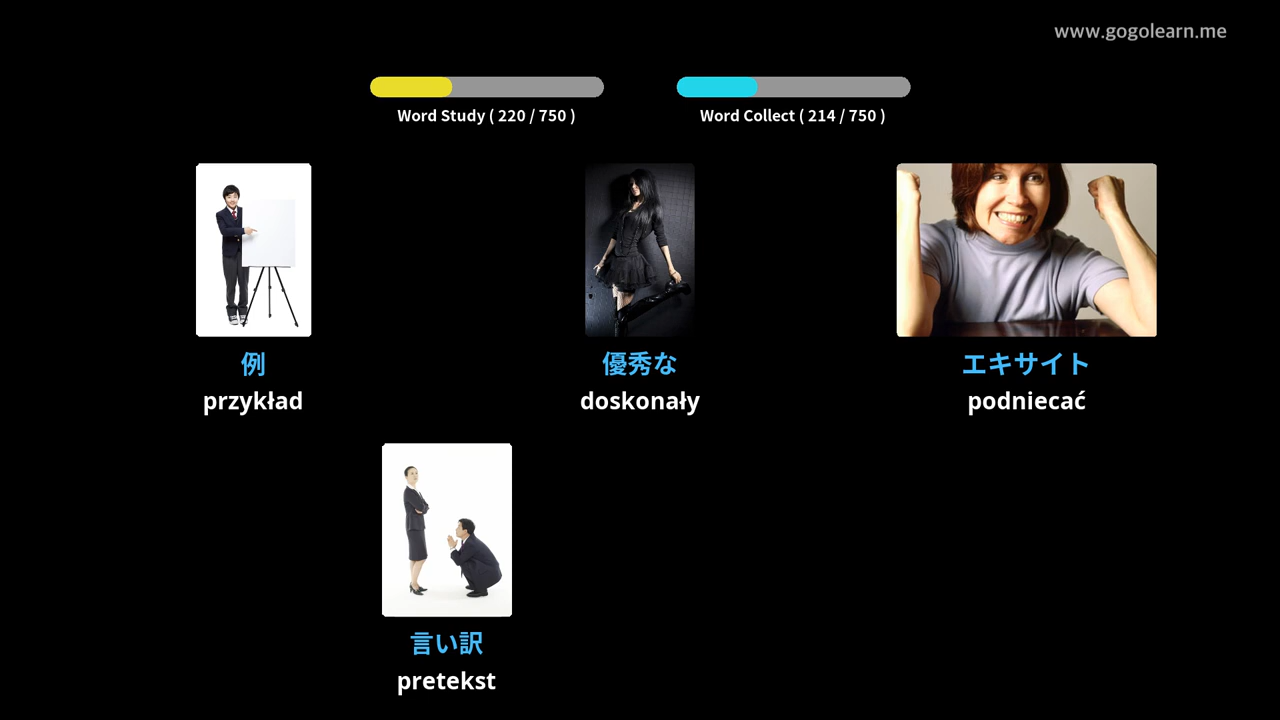 www.gogolearn.me
Word Study ( 220 / 750 )
Word Collect ( 214 / 750 )
例
優秀な
エキサイト
przykład
doskonały
podniecać
言い訳
pretekst